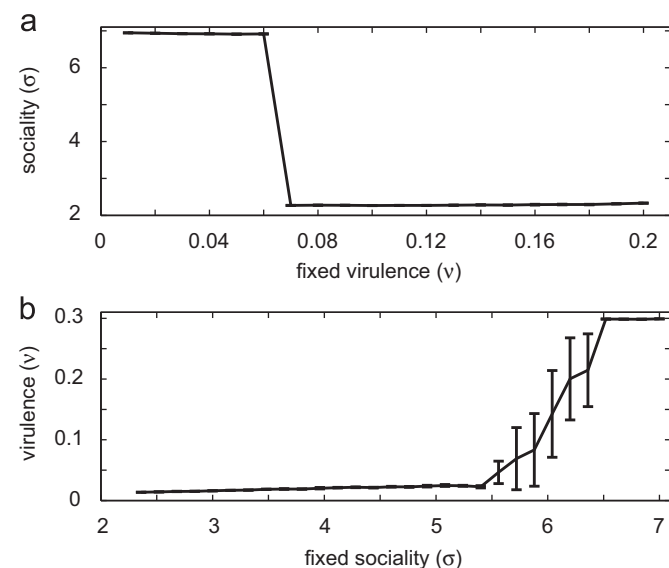 a
6
4
2
sociality (σ)
0 0.04 0.08 0.12 0.16 0.2
fixed virulence (ν)
b
0.3
0.2
0.1
0
virulence (ν)
2 3 4 5 6 7
fixed sociality (σ)